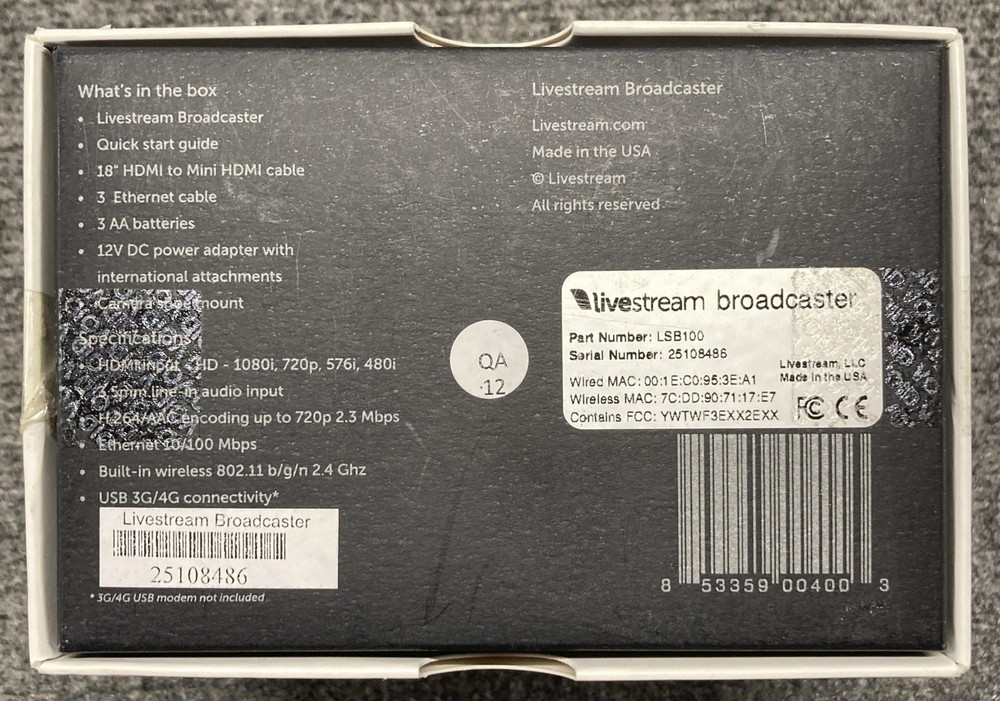 What's in the box
• Livestream Broadcaster
• Quick start guide
• 18" HDMI to Mini HDMI cable
• 3 Ethernet cable
• 3 AA batteries
• 12V DC power adapter with
international attachments
Camera shoe mount
Specifications
• HDMI input - HD - 1080i, 720p, 576i, 480i
3.5mm line-in audio input
H.264/AAC encoding up to 720p 2.3 Mbps
• Ethernet 10/100 Mbps
• Built-in wireless 802.11 b/g/n 2.4 Ghz
• USB 3G/4G connectivity*
Livestream Broadcaster
25108486
* 3G/4G USB modem not included
QA
12
Livestream Broadcaster
Livestream.com
Made in the USA
© Livestream
All rights reserved
livestream broadcaster
Part Number: LSB100
Serial Number: 25108486
Livestream, LLC
Made in the USA
Wired MAC: 00:1E:C0:95:3E:A1
Wireless MAC: 7C:DD:90:71:17:E7
Contains FCC: YWTWF3EXX2EXX
FC CE
8 53359 00400 3